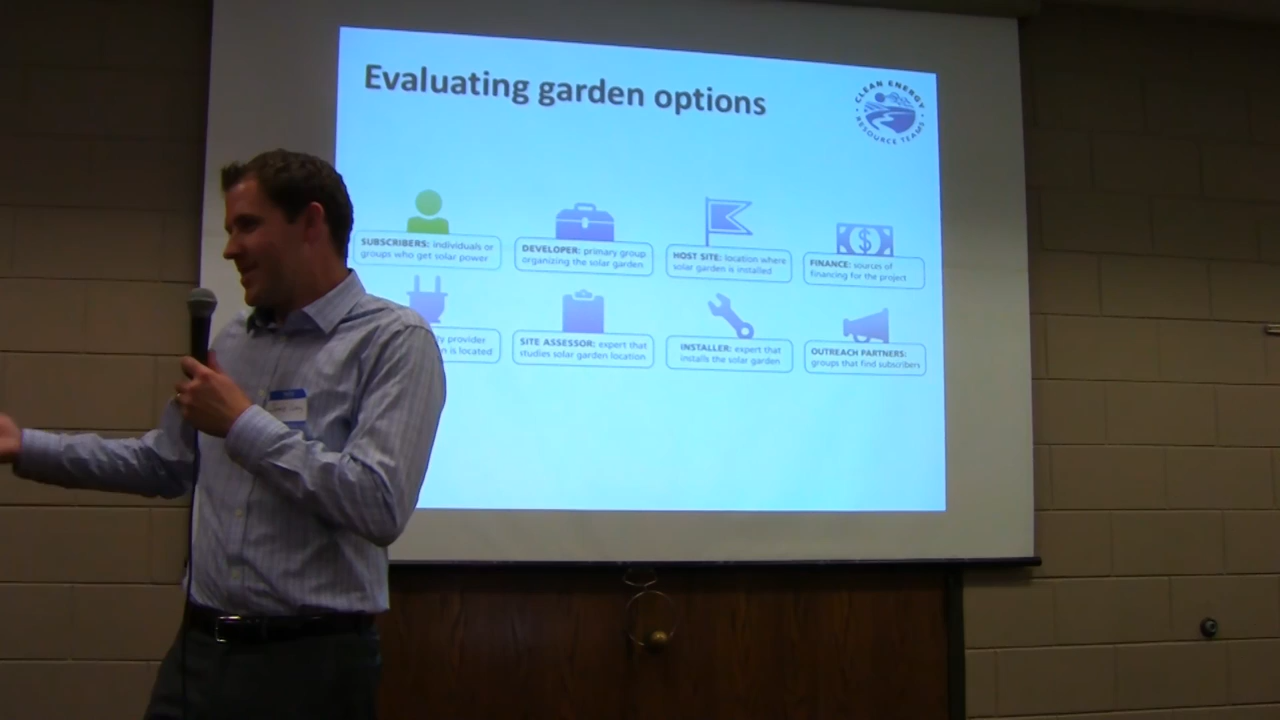 Evaluating garden options
CLEAN ENERGY
RESOURCE TEAMS
SUBSCRIBERS: individuals or
groups who get solar power
DEVELOPER: primary group
organizing the solar garden
HOST SITE: location where
solar garden is installed
FINANCE: sources of
financing for the project
y provider
n is located
SITE ASSESSOR: expert that
studies solar garden location
INSTALLER: expert that
installs the solar garden
OUTREACH PARTNERS:
groups that find subscribers